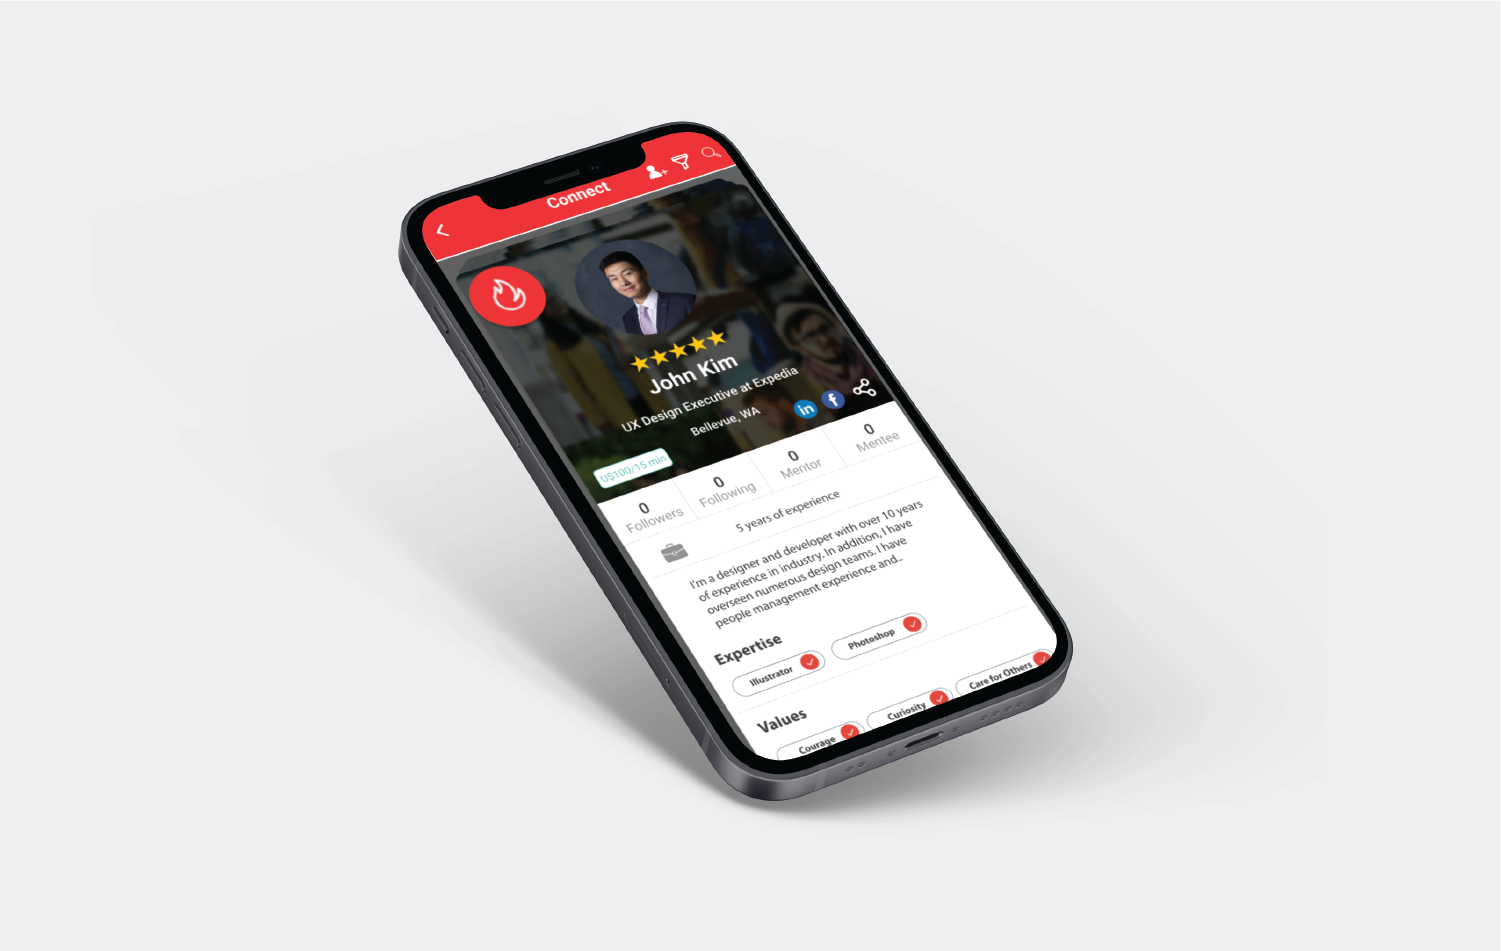 Connect
John Kim
UX Design Executive at Expedia
Bellevue, WA
in
f
U$100/15 min
0
Followers
0
Following
0
Mentor
0
Mentee
5 years of experience
I'm a designer and developer with over 10 years
of experience in industry. In addition, I have
overseen numerous design teams. I have
people management experience and..
Expertise
Illustrator
Photoshop
Values
Courage
Curiosity
Care for Others